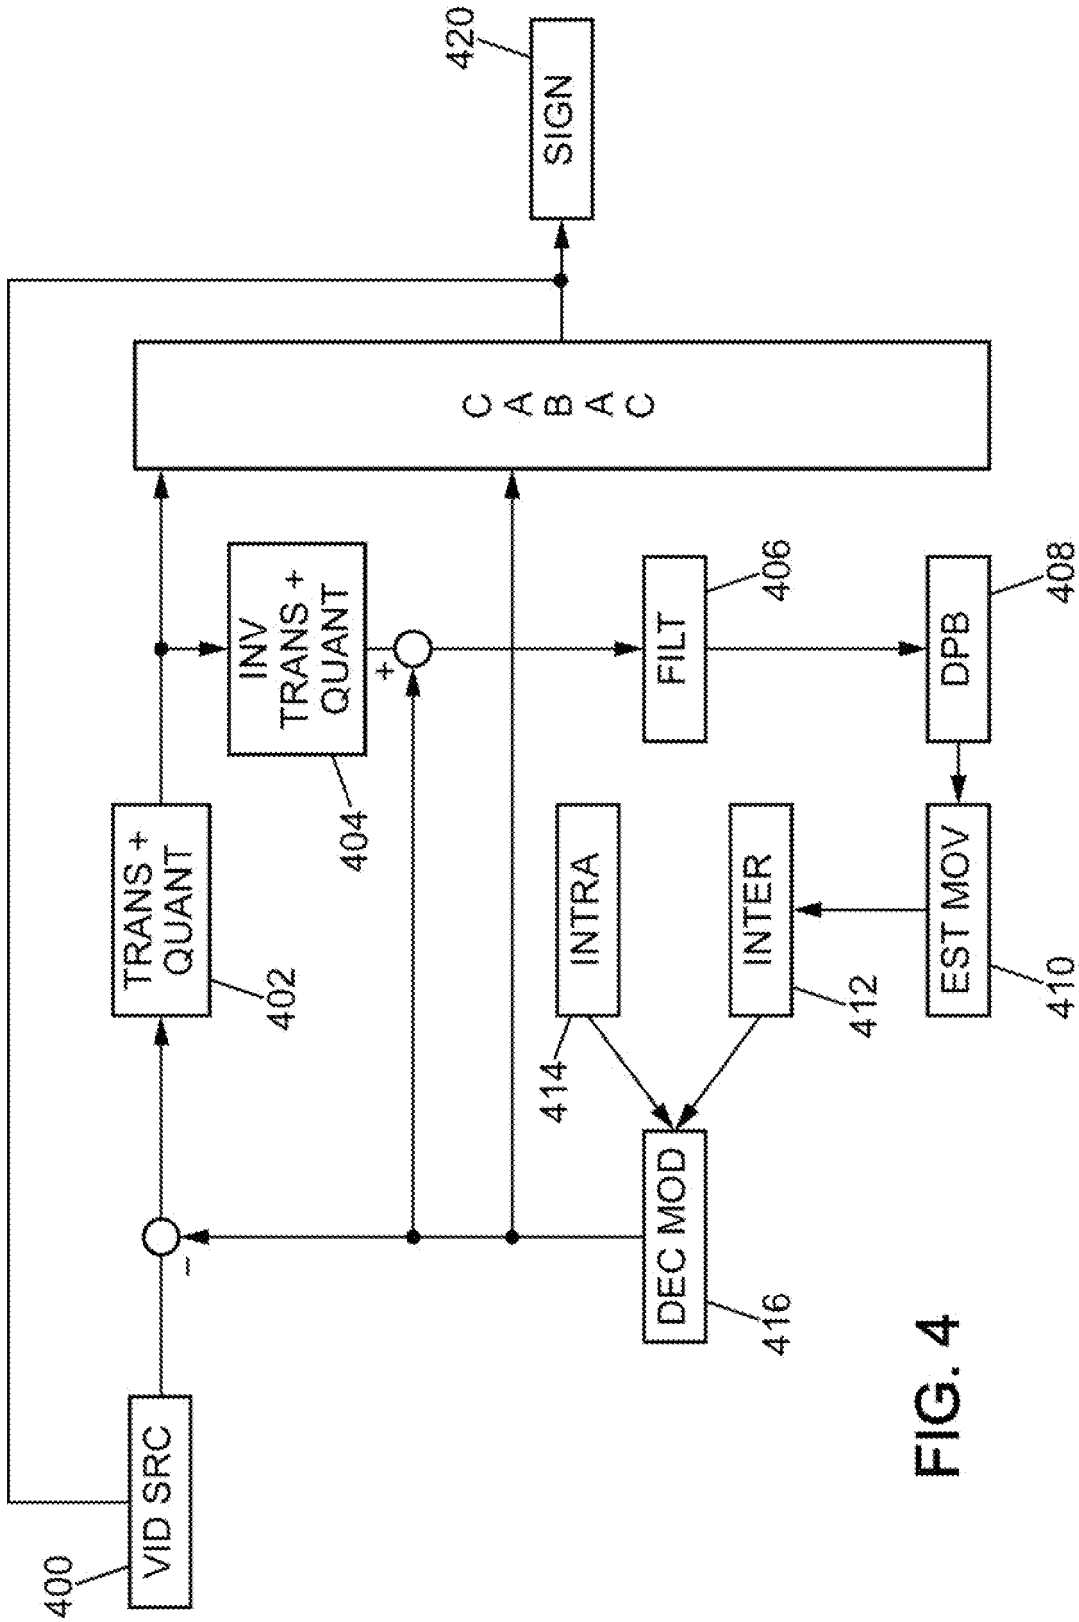 400
VID SRC
−
TRANS +
QUANT
402
INV
TRANS +
QUANT
404
+
C
A
B
A
C
SIGN
420
FILT
406
INTRA
414
INTER
412
DEC MOD
416
DPB
408
EST MOV
410
FIG. 4